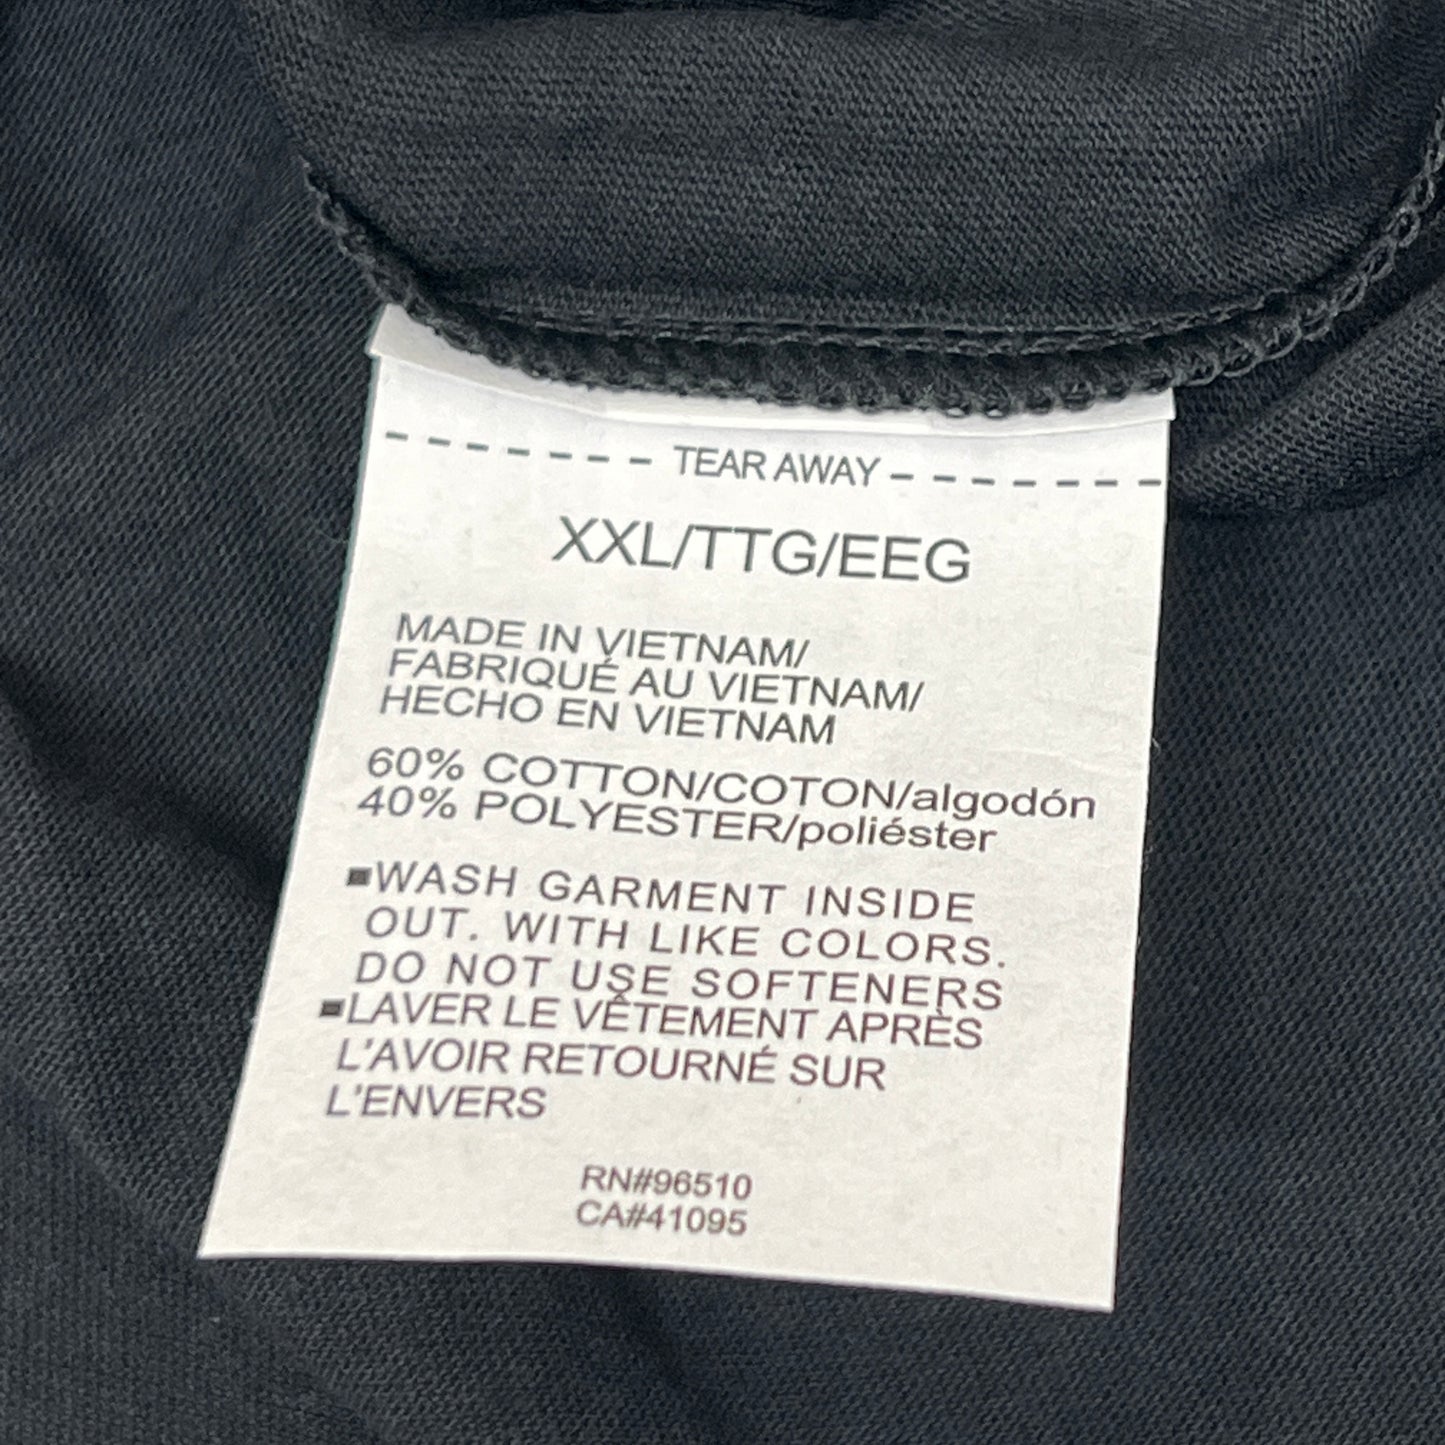 TEAR AWAY
XXL/TTG/EEG
MADE IN VIETNAM/
FABRIQUÉ AU VIETNAM/
HECHO EN VIETNAM
60% COTTON/COTON/algodón
40% POLYESTER/poliéster
▪WASH GARMENT INSIDE
OUT. WITH LIKE COLORS.
DO NOT USE SOFTENERS
▪LAVER LE VÊTEMENT APRÈS
L'AVOIR RETOURNÉ SUR
L'ENVERS
RN#96510
CA#41095